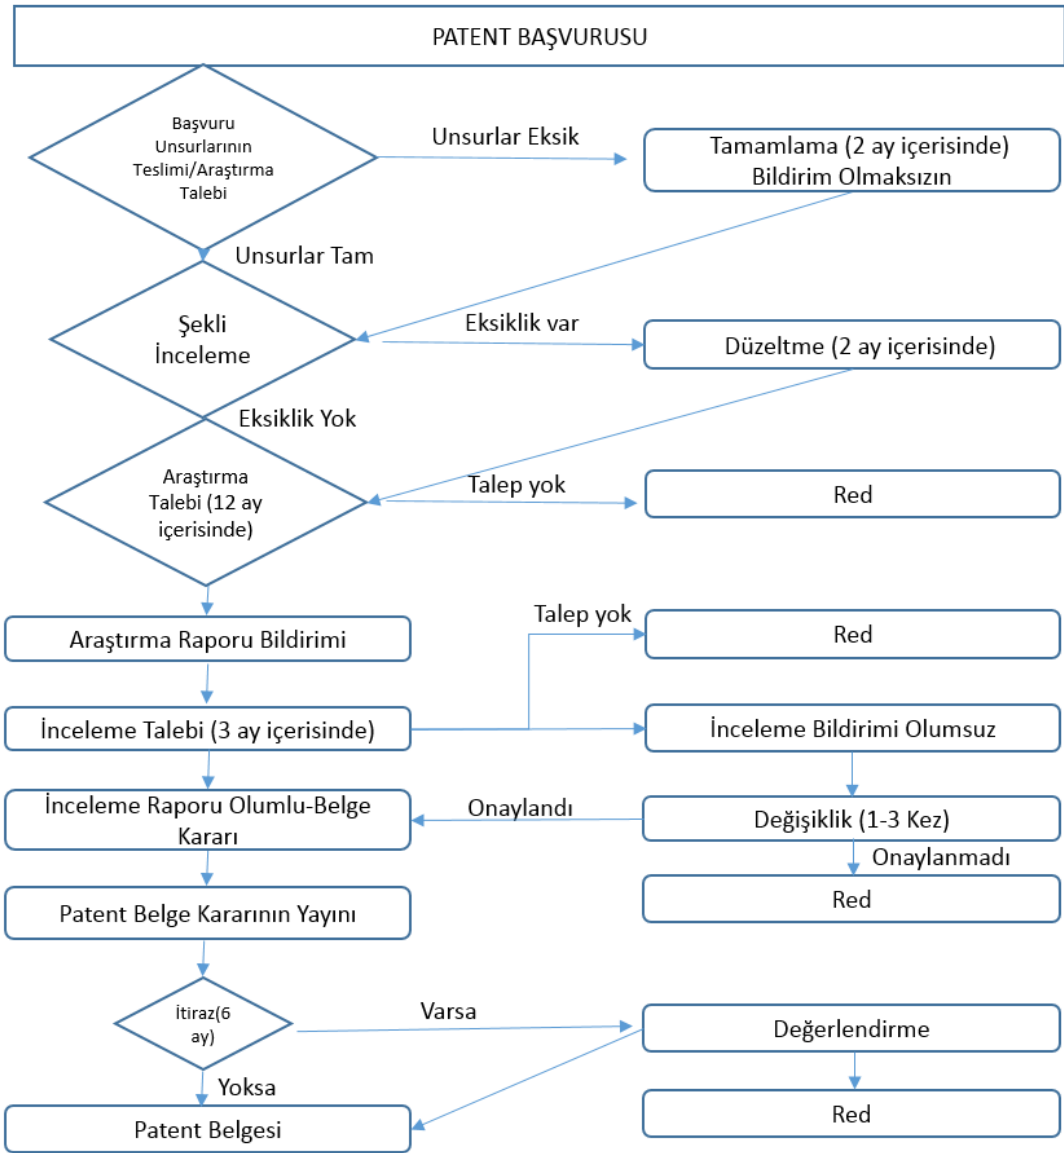 PATENT BAŞVURUSU
Başvuru
Unsurlarının
Teslimi/Araştırma
Talebi
Unsurlar Eksik
Tamamlama (2 ay içerisinde)
Bildirim Olmaksızın
Unsurlar Tam
Şekli
İnceleme
Eksiklik var
Düzeltme (2 ay içerisinde)
Eksiklik Yok
Araştırma
Talebi (12 ay
içerisinde)
Talep yok
Red
Araştırma Raporu Bildirimi
Talep yok
Red
İnceleme Talebi (3 ay içerisinde)
İnceleme Bildirimi Olumsuz
İnceleme Raporu Olumlu-Belge
Kararı
Onaylandı
Değişiklik (1-3 Kez)
Onaylanmadı
Red
Patent Belge Kararının Yayını
İtiraz(6
ay)
Varsa
Değerlendirme
Yoksa
Patent Belgesi
Red